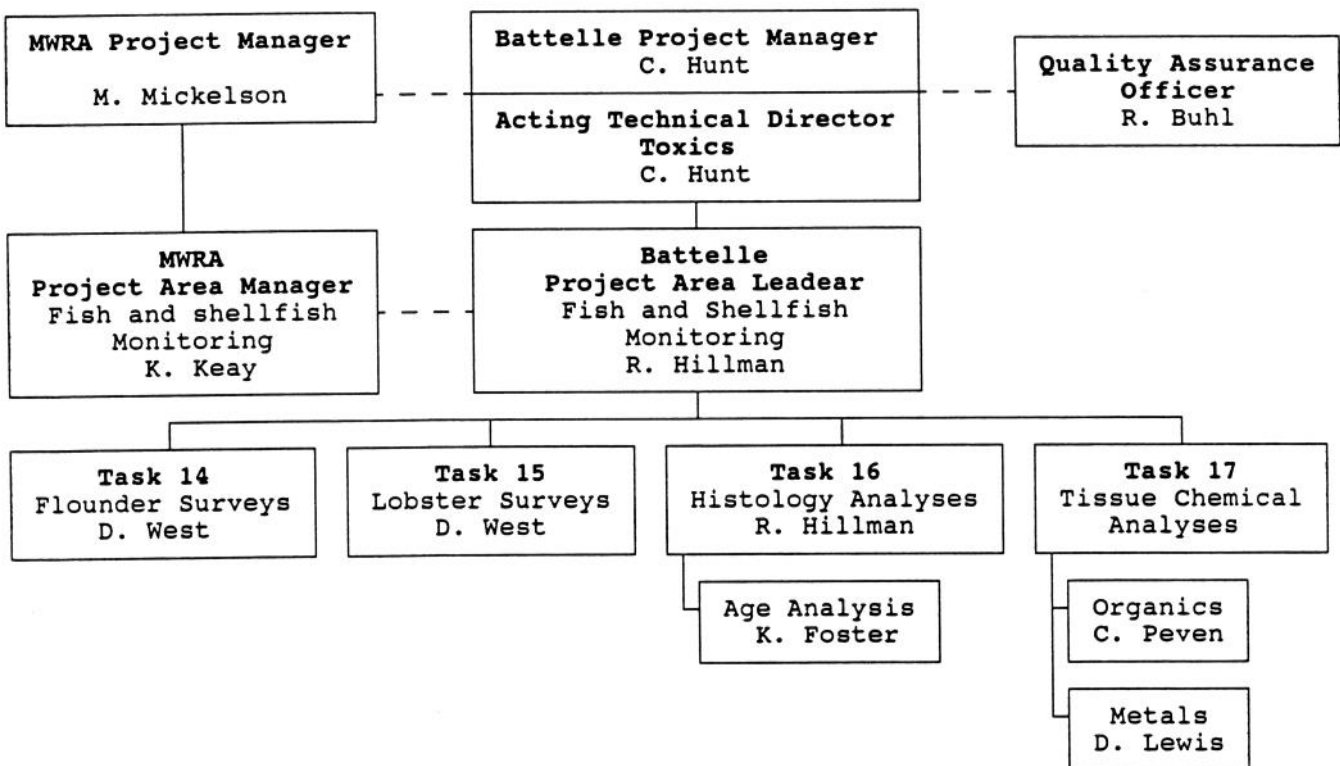 MWRA Project Manager
M. Mickelson
Battelle Project Manager
C. Hunt
Acting Technical Director
Toxics
C. Hunt
Quality Assurance
Officer
R. Buhl
MWRA
Project Area Manager
Fish and shellfish
Monitoring
K. Keay
Battelle
Project Area Leadear
Fish and Shellfish
Monitoring
R. Hillman
Task 14
Flounder Surveys
D. West
Task 15
Lobster Surveys
D. West
Task 16
Histology Analyses
R. Hillman
Task 17
Tissue Chemical
Analyses
Age Analysis
K. Foster
Organics
C. Peven
Metals
D. Lewis